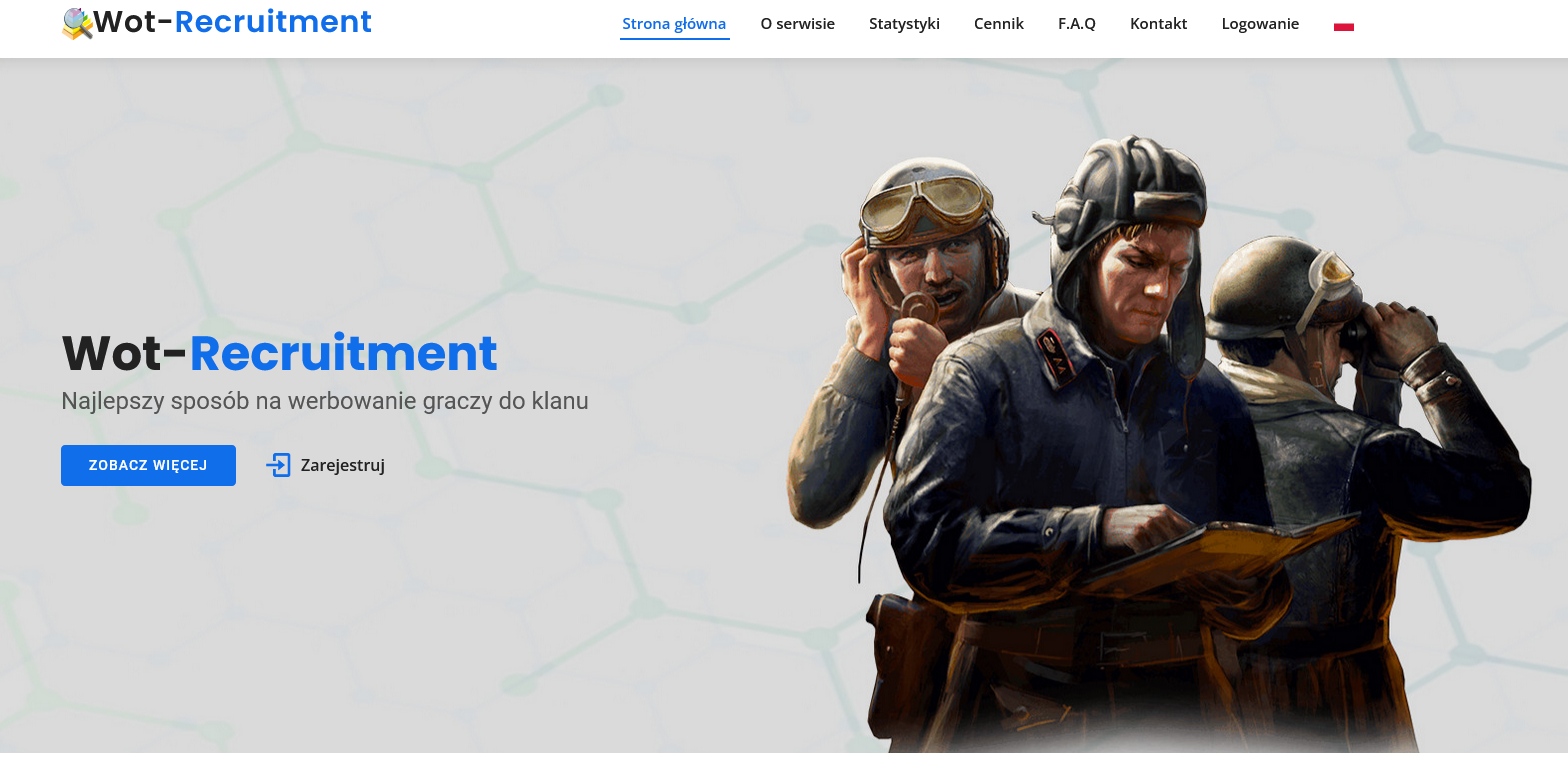 Wot-Recruitment
Strona główna O serwisie Statystyki Cennik F.A.Q Kontakt Logowanie
Wot-Recruitment
Najlepszy sposób na werbowanie graczy do klanu
ZOBACZ WIĘCEJ Zarejestruj